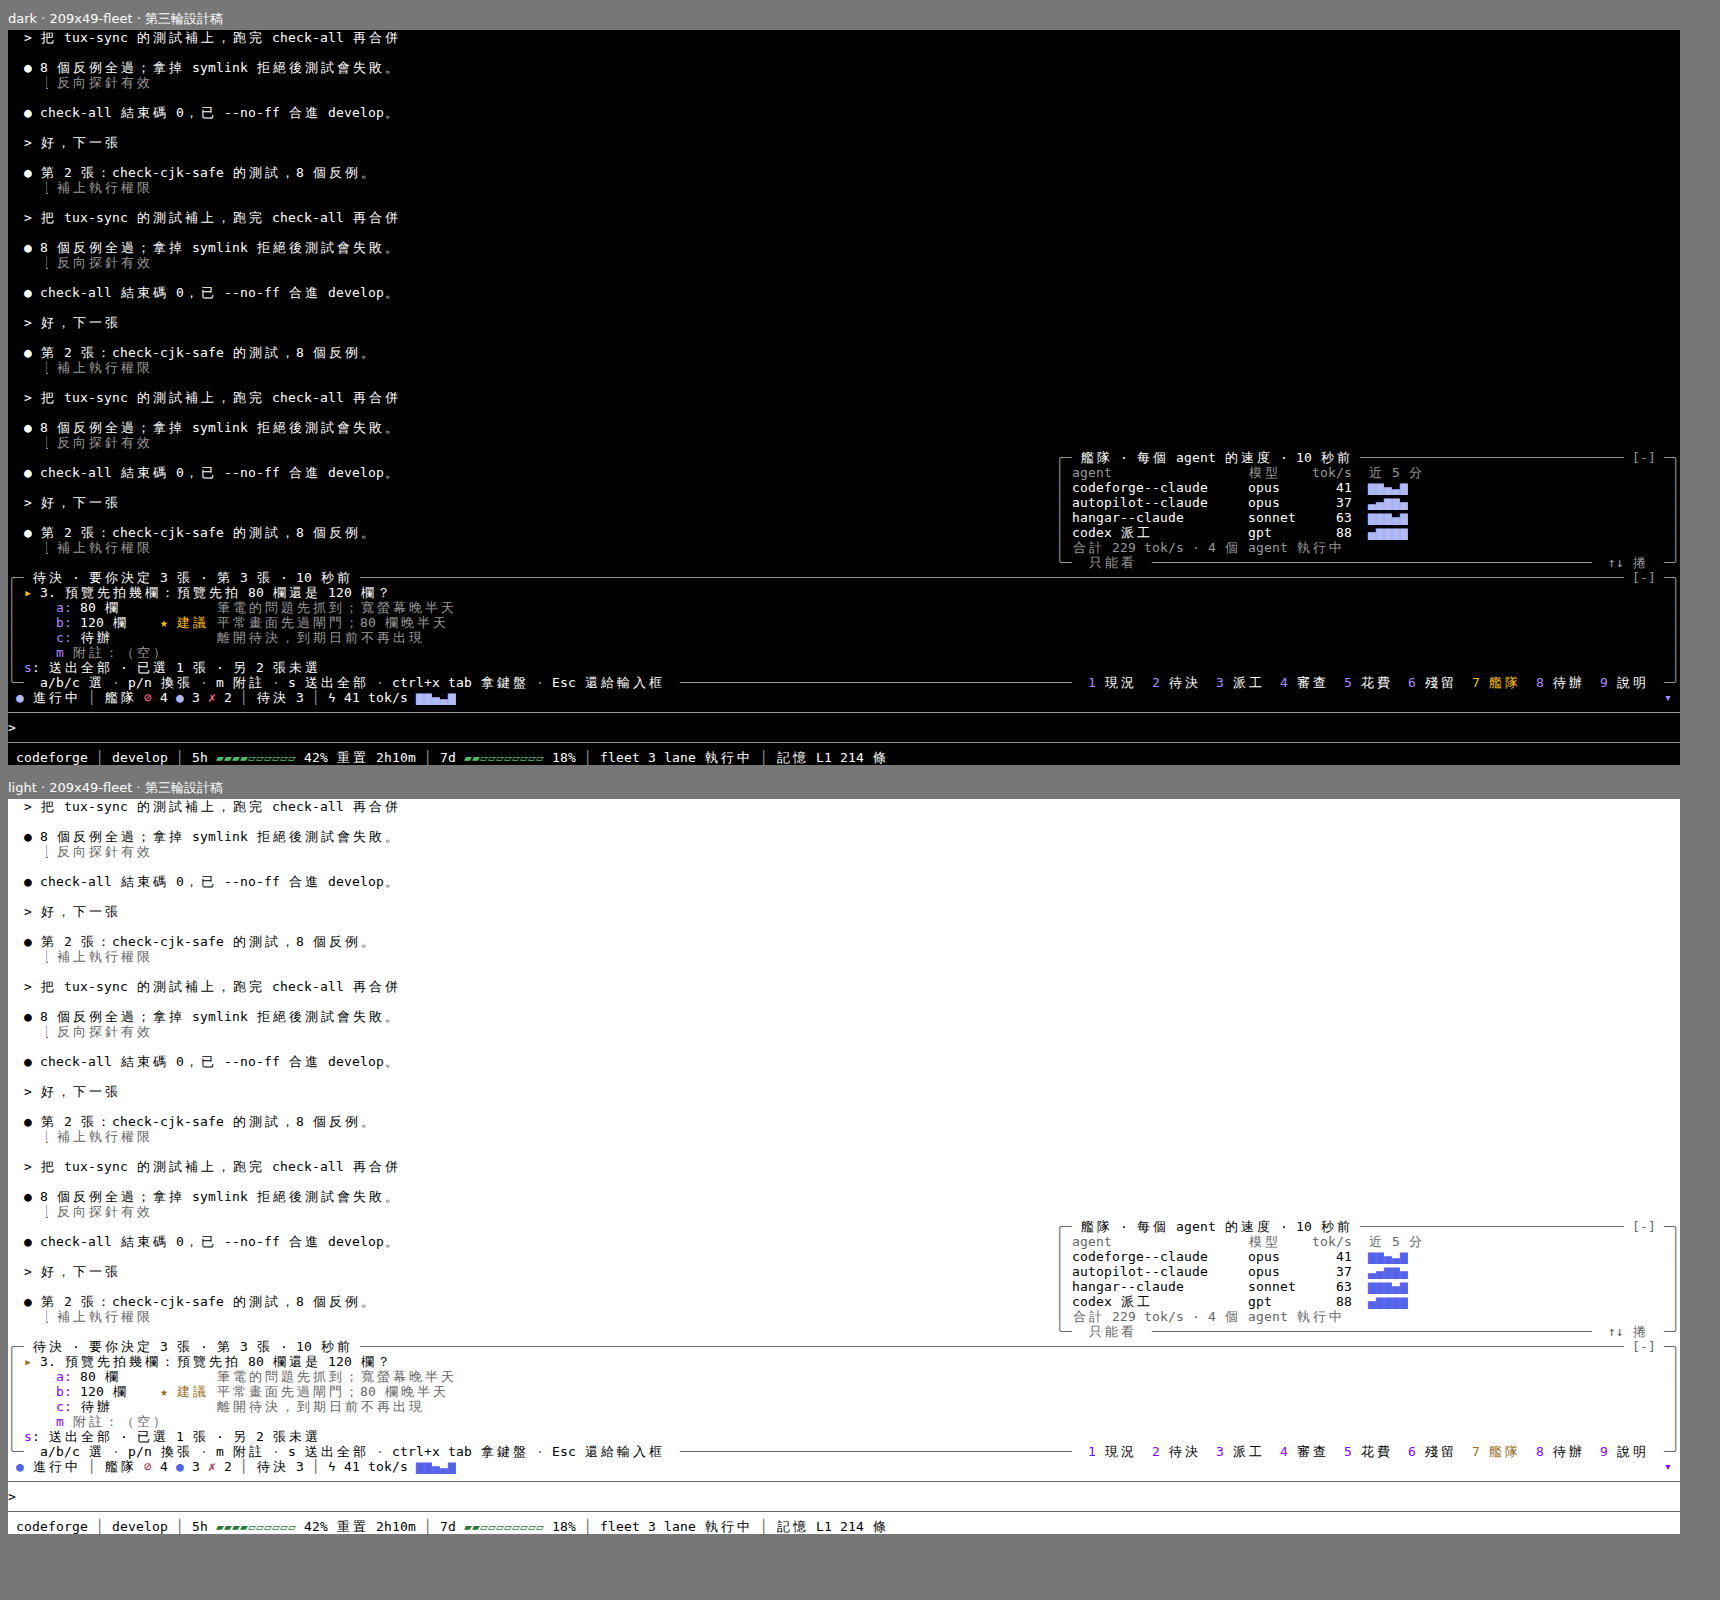 dark · 209x49-fleet · 第三輪設計稿
> 把 tux-sync 的測試補上，跑完 check-all 再合併
● 8 個反例全過；拿掉 symlink 拒絕後測試會失敗。
⎿ 反向探針有效
● check-all 結束碼 0，已 --no-ff 合進 develop。
> 好，下一張
● 第 2 張：check-cjk-safe 的測試，8 個反例。
⎿ 補上執行權限
> 把 tux-sync 的測試補上，跑完 check-all 再合併
● 8 個反例全過；拿掉 symlink 拒絕後測試會失敗。
⎿ 反向探針有效
● check-all 結束碼 0，已 --no-ff 合進 develop。
> 好，下一張
● 第 2 張：check-cjk-safe 的測試，8 個反例。
⎿ 補上執行權限
> 把 tux-sync 的測試補上，跑完 check-all 再合併
● 8 個反例全過；拿掉 symlink 拒絕後測試會失敗。
⎿ 反向探針有效
● check-all 結束碼 0，已 --no-ff 合進 develop。
> 好，下一張
● 第 2 張：check-cjk-safe 的測試，8 個反例。
⎿ 補上執行權限
艦隊 · 每個 agent 的速度 · 10 秒前 [-]
agent 模型 tok/s 近 5 分
codeforge--claude opus 41
autopilot--claude opus 37
hangar--claude sonnet 63
codex 派工 gpt 88
合計 229 tok/s · 4 個 agent 執行中
只能看 ↑↓ 捲
待決 · 要你決定 3 張 · 第 3 張 · 10 秒前 [-]
▸ 3. 預覽先拍幾欄：預覽先拍 80 欄還是 120 欄？
a: 80 欄 筆電的問題先抓到；寬螢幕晚半天
b: 120 欄 ★ 建議 平常畫面先過閘門；80 欄晚半天
c: 待辦 離開待決，到期日前不再出現
m 附註：（空）
s: 送出全部 · 已選 1 張 · 另 2 張未選
a/b/c 選 · p/n 換張 · m 附註 · s 送出全部 · ctrl+x tab 拿鍵盤 · Esc 還給輸入框 1 現況 2 待決 3 派工 4 審查 5 花費 6 殘留 7 艦隊 8 待辦 9 說明
● 進行中 │ 艦隊 ⊘ 4 ● 3 ✗ 2 │ 待決 3 │ ϟ 41 tok/s ▾
>
codeforge │ develop │ 5h ▰▰▰▰▱▱▱▱▱▱ 42% 重置 2h10m │ 7d ▰▰▱▱▱▱▱▱▱▱ 18% │ fleet 3 lane 執行中 │ 記憶 L1 214 條
light · 209x49-fleet · 第三輪設計稿
> 把 tux-sync 的測試補上，跑完 check-all 再合併
● 8 個反例全過；拿掉 symlink 拒絕後測試會失敗。
⎿ 反向探針有效
● check-all 結束碼 0，已 --no-ff 合進 develop。
> 好，下一張
● 第 2 張：check-cjk-safe 的測試，8 個反例。
⎿ 補上執行權限
> 把 tux-sync 的測試補上，跑完 check-all 再合併
● 8 個反例全過；拿掉 symlink 拒絕後測試會失敗。
⎿ 反向探針有效
● check-all 結束碼 0，已 --no-ff 合進 develop。
> 好，下一張
● 第 2 張：check-cjk-safe 的測試，8 個反例。
⎿ 補上執行權限
> 把 tux-sync 的測試補上，跑完 check-all 再合併
● 8 個反例全過；拿掉 symlink 拒絕後測試會失敗。
⎿ 反向探針有效
● check-all 結束碼 0，已 --no-ff 合進 develop。
> 好，下一張
● 第 2 張：check-cjk-safe 的測試，8 個反例。
⎿ 補上執行權限
艦隊 · 每個 agent 的速度 · 10 秒前 [-]
agent 模型 tok/s 近 5 分
codeforge--claude opus 41
autopilot--claude opus 37
hangar--claude sonnet 63
codex 派工 gpt 88
合計 229 tok/s · 4 個 agent 執行中
只能看 ↑↓ 捲
待決 · 要你決定 3 張 · 第 3 張 · 10 秒前 [-]
▸ 3. 預覽先拍幾欄：預覽先拍 80 欄還是 120 欄？
a: 80 欄 筆電的問題先抓到；寬螢幕晚半天
b: 120 欄 ★ 建議 平常畫面先過閘門；80 欄晚半天
c: 待辦 離開待決，到期日前不再出現
m 附註：（空）
s: 送出全部 · 已選 1 張 · 另 2 張未選
a/b/c 選 · p/n 換張 · m 附註 · s 送出全部 · ctrl+x tab 拿鍵盤 · Esc 還給輸入框 1 現況 2 待決 3 派工 4 審查 5 花費 6 殘留 7 艦隊 8 待辦 9 說明
● 進行中 │ 艦隊 ⊘ 4 ● 3 ✗ 2 │ 待決 3 │ ϟ 41 tok/s ▾
>
codeforge │ develop │ 5h ▰▰▰▰▱▱▱▱▱▱ 42% 重置 2h10m │ 7d ▰▰▱▱▱▱▱▱▱▱ 18% │ fleet 3 lane 執行中 │ 記憶 L1 214 條